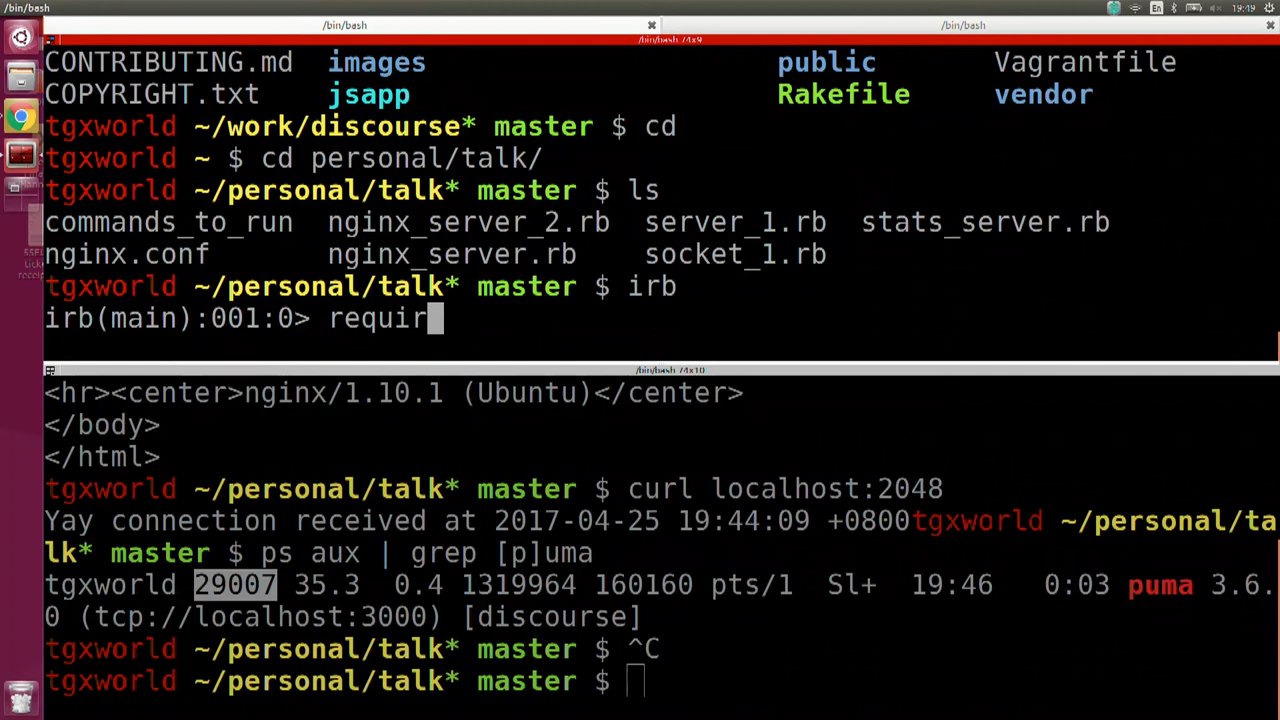 /bin/bash
En
19:49
/bin/bash
/bin/bash
/bin/bash 74x9
CONTRIBUTING.md images public Vagrantfile
COPYRIGHT.txt jsapp Rakefile vendor
tgxworld ~/work/discourse* master $ cd
tgxworld ~ $ cd personal/talk/
tgxworld ~/personal/talk* master $ ls
commands_to_run nginx_server_2.rb server_1.rb stats_server.rb
nginx.conf nginx_server.rb socket_1.rb
tgxworld ~/personal/talk* master $ irb
irb(main):001:0> requir
/bin/bash 74x10
<hr><center>nginx/1.10.1 (Ubuntu)</center>
</body>
</html>
tgxworld ~/personal/talk* master $ curl localhost:2048
Yay connection received at 2017-04-25 19:44:09 +0800tgxworld ~/personal/ta
lk* master $ ps aux | grep [p]uma
tgxworld 29007 35.3 0.4 1319964 160160 pts/1 Sl+ 19:46 0:03 puma 3.6.
0 (tcp://localhost:3000) [discourse]
tgxworld ~/personal/talk* master $ ^C
tgxworld ~/personal/talk* master $